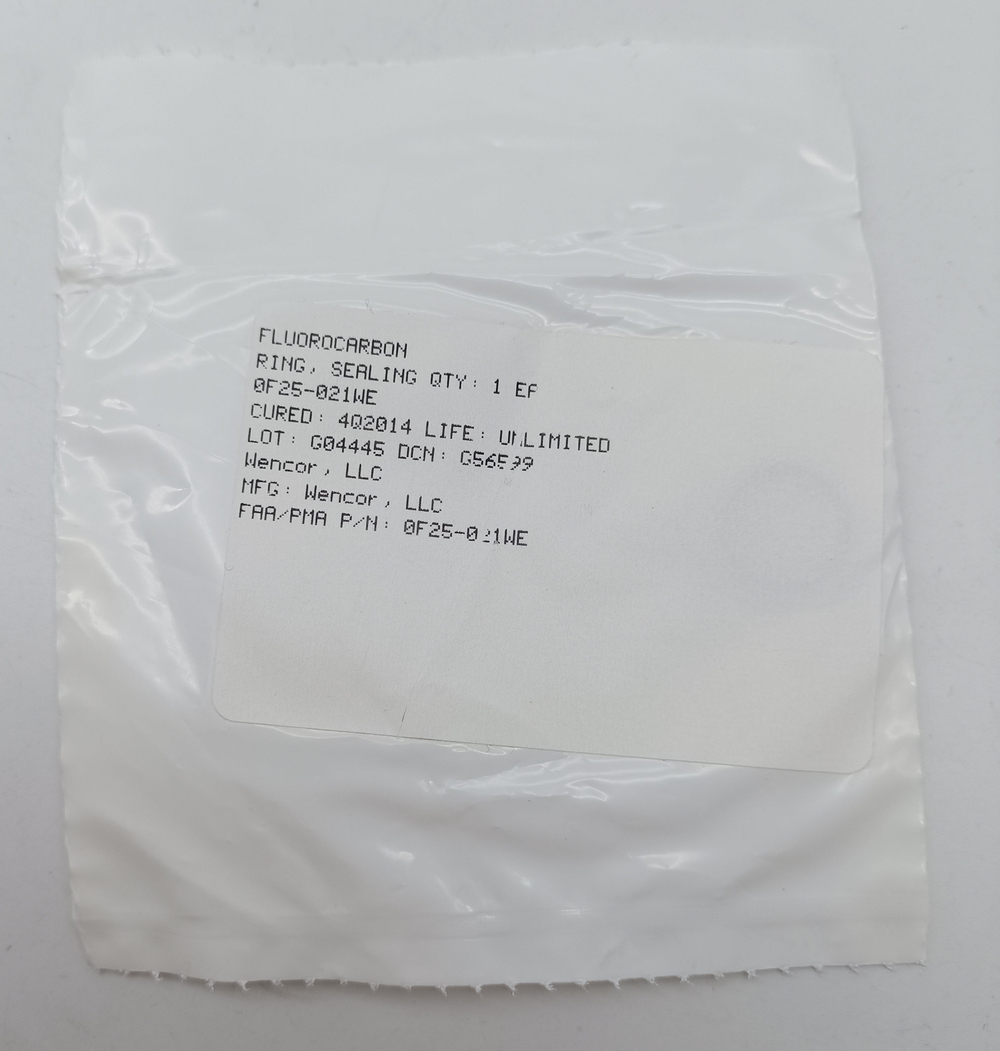 FLUOROCARBON
RING, SEALING QTY: 1 EA
0F25-021WE
CURED: 4Q2014 LIFE: UNLIMITED
LOT: G04445 DCN:
Wencor, LLC
MFG: Wencor, LLC
FAA/PMA P/N: 0F25-021WE